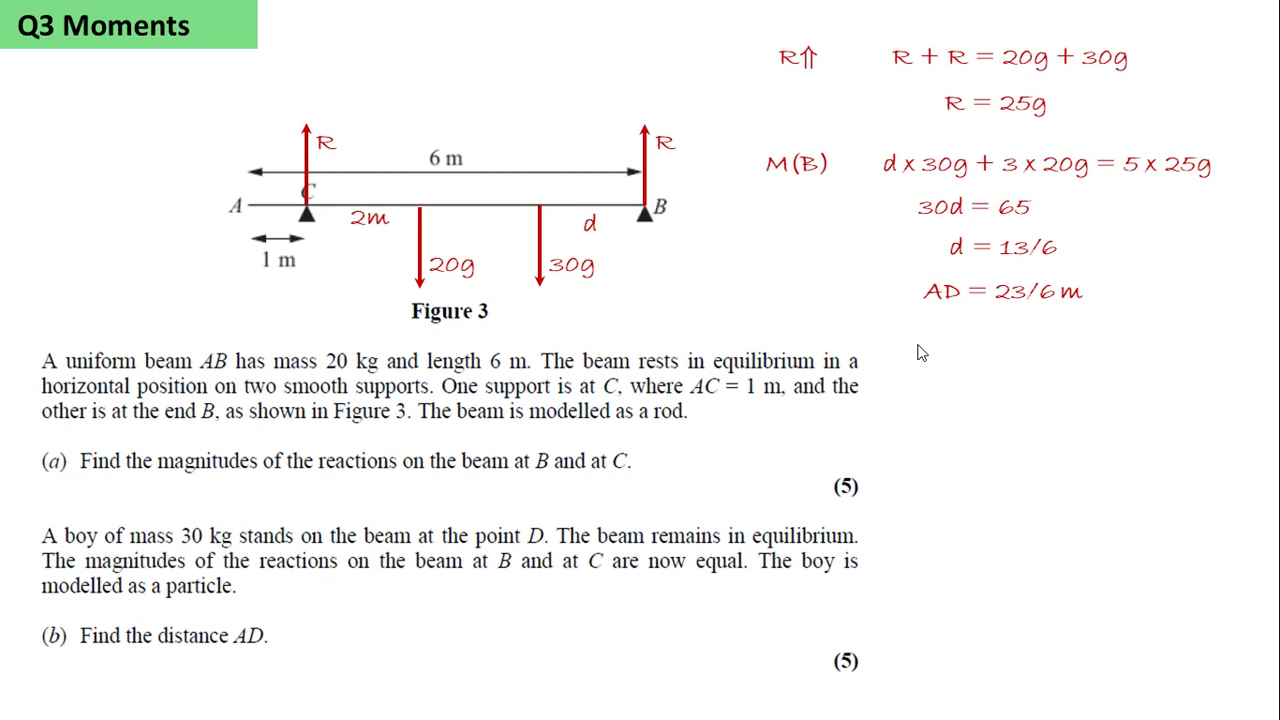 Q3 Moments
R⇑ R + R = 20g + 30g
R = 25g
M(B) d x 30g + 3 x 20g = 5 x 25g
30d = 65
d = 13/6
AD = 23/6 m
R R
6 m
C
A B
2m d
1 m
20g 30g
Figure 3
A uniform beam AB has mass 20 kg and length 6 m. The beam rests in equilibrium in a
horizontal position on two smooth supports. One support is at C, where AC = 1 m, and the
other is at the end B, as shown in Figure 3. The beam is modelled as a rod.
(a) Find the magnitudes of the reactions on the beam at B and at C.
(5)
A boy of mass 30 kg stands on the beam at the point D. The beam remains in equilibrium.
The magnitudes of the reactions on the beam at B and at C are now equal. The boy is
modelled as a particle.
(b) Find the distance AD.
(5)